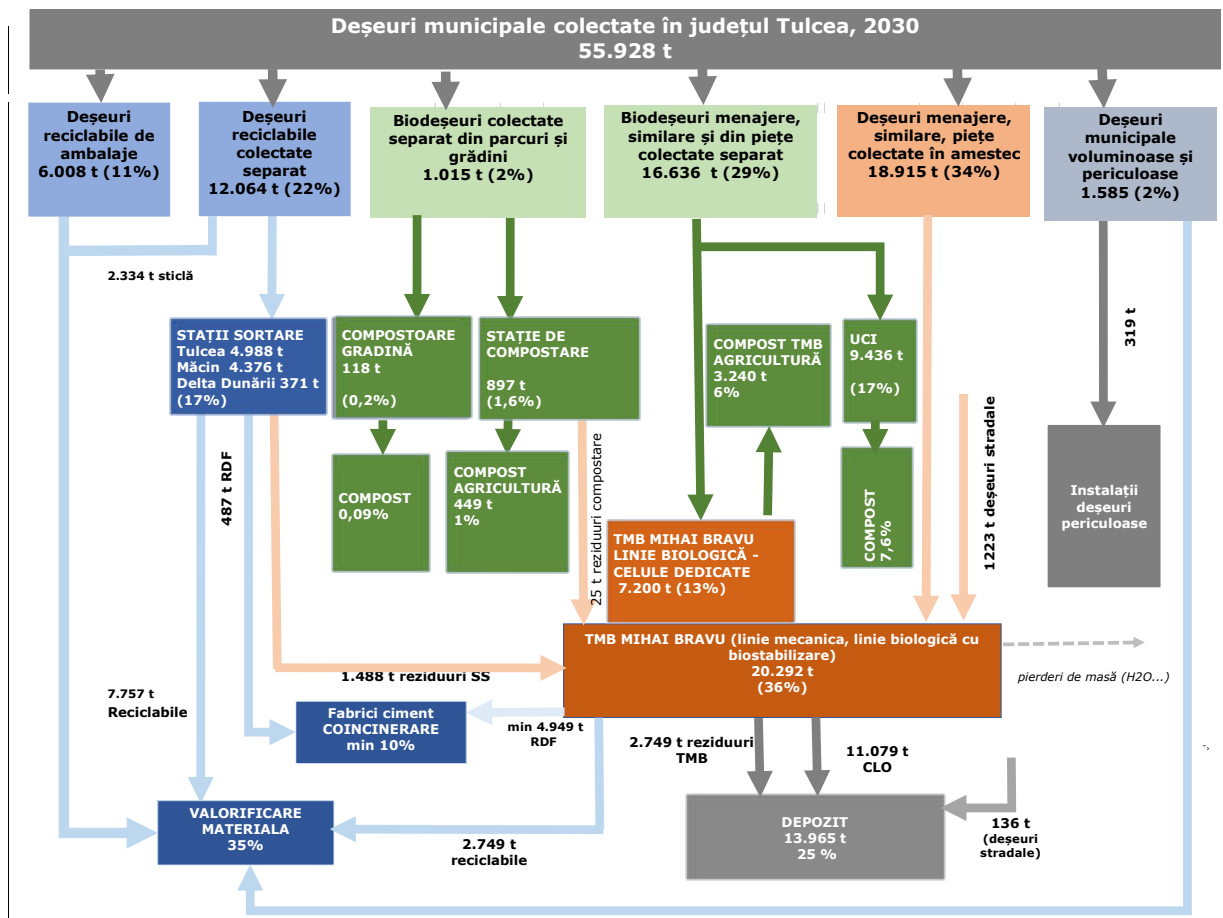 Deșeuri municipale colectate în județul Tulcea, 2030
55.928 t
Deșeuri
reciclabile de
ambalaje
6.008 t (11%)
Deșeuri
reciclabile
colectate
separat
12.064 t (22%)
Biodeșeuri colectate
separat din parcuri și
grădini
1.015 t (2%)
Biodeșeuri menajere,
similare și din piețe
colectate separat
16.636 t (29%)
Deșeuri menajere,
similare, piețe
colectate în amestec
18.915 t (34%)
Deșeuri
municipale
voluminoase și
periculoase
1.585 (2%)
2.334 t sticlă
319 t
STAȚII SORTARE
Tulcea 4.988 t
Măcin 4.376 t
Delta Dunării 371 t
(17%)
COMPOSTOARE
GRADINĂ
118 t
(0,2%)
STAȚIE DE
COMPOSTARE
897 t
(1,6%)
COMPOST TMB
AGRICULTURĂ
3.240 t
6%
UCI
9.436 t
(17%)
487 t RDF
COMPOST
0,09%
COMPOST
AGRICULTURĂ
449 t
1%
25 t reziduuri compostare
COMPOST
7,6%
1223 t deșeuri stradale
Instalații
deșeuri
periculoase
TMB MIHAI BRAVU
LINIE BIOLOGICĂ -
CELULE DEDICATE
7.200 t (13%)
TMB MIHAI BRAVU (linie mecanica, linie biologică cu
biostabilizare)
20.292 t
(36%)
pierderi de masă (H2O...)
1.488 t reziduuri SS
7.757 t
Reciclabile
Fabrici ciment
COINCINERARE
min 10%
min 4.949 t
RDF
2.749 t reziduuri
TMB
11.079 t
CLO
VALORIFICARE
MATERIALA
35%
2.749 t
reciclabile
DEPOZIT
13.965 t
25 %
136 t
(deșeuri
stradale)